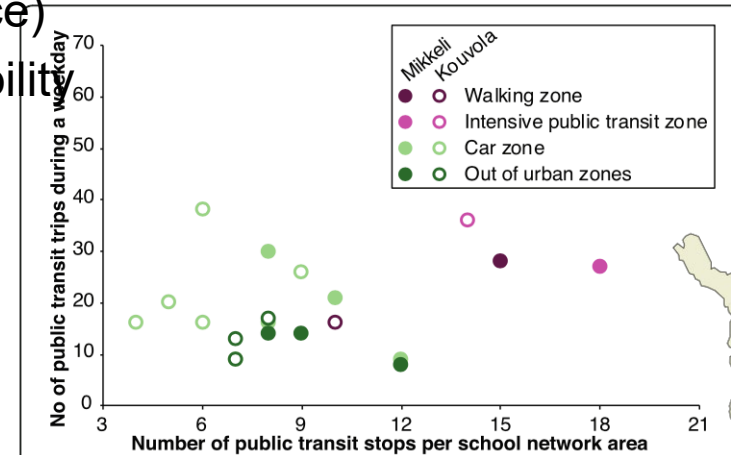 ce)
bility
No of public transit trips during a weekday
70
60
50
40
30
20
10
0
3 6 9 12 15 18 21
Number of public transit stops per school network area
Mikkeli
Kouvola
Walking zone
Intensive public transit zone
Car zone
Out of urban zones